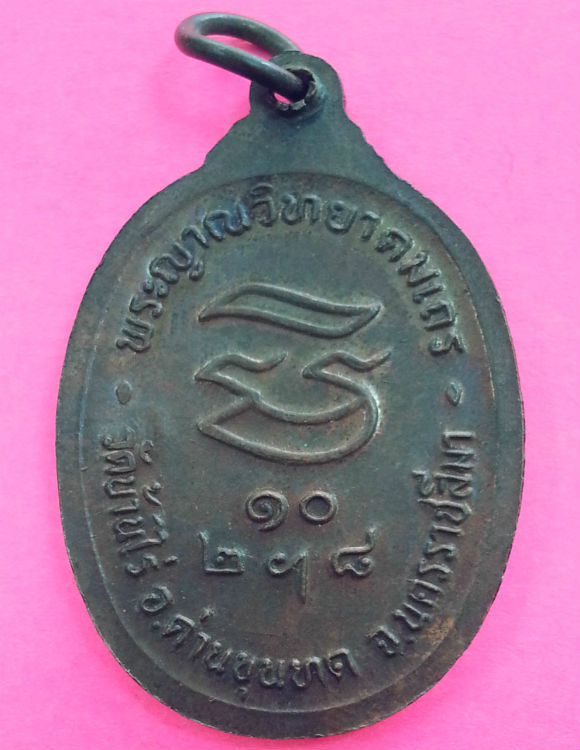 พระญาณวิทยาคมเถร
๑๐
๒ ๙ ๘
วัดบ้านไร่ อ.ด่านขุนทด จ.นครราชสีมา